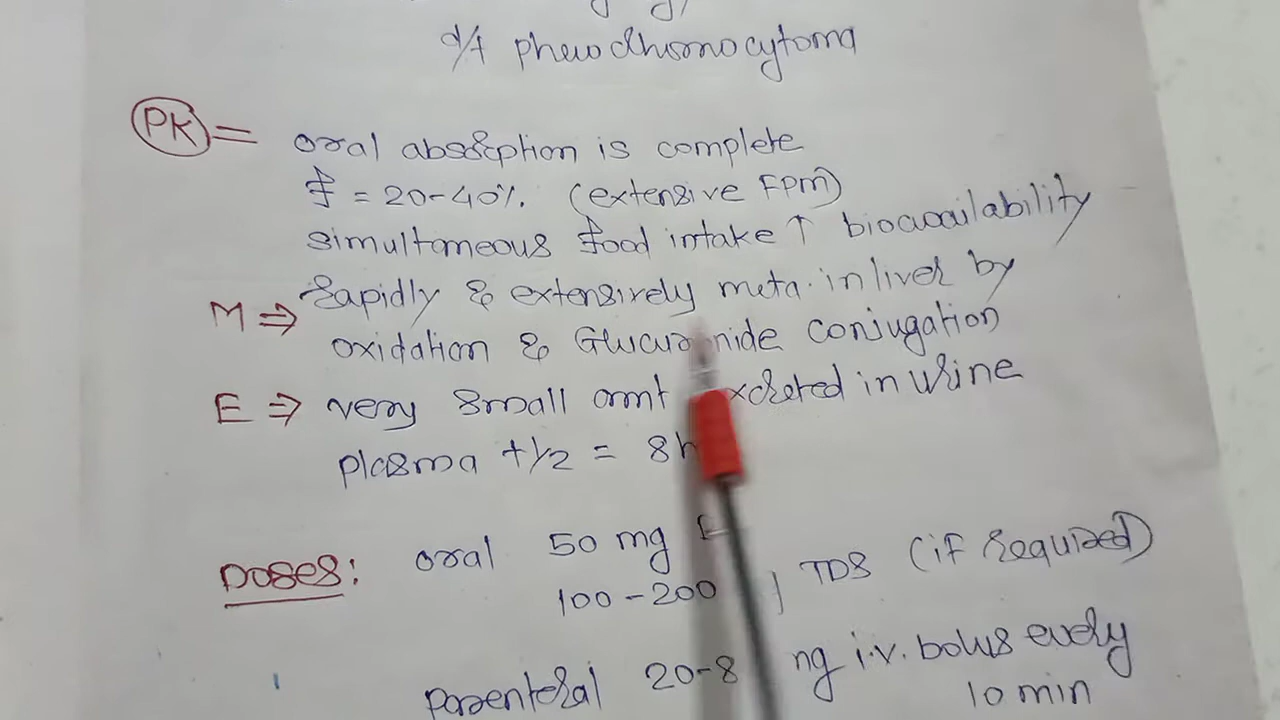 d/t pheochromocytoma
PK = oral absorption is complete
f = 20-40%. (extensive FPM)
simultaneous food intake ↑ bioavailability
M ⇒ Rapidly & extensively meta. in liver by
oxidation & Glucuronide conjugation
E ⇒ very small amt excreted in urine
plasma t1/2 = 8h
Doses: oral 50 mg
100-200 TDS (if Required)
parenteral 20-8 mg i.v. bolus every
10 min